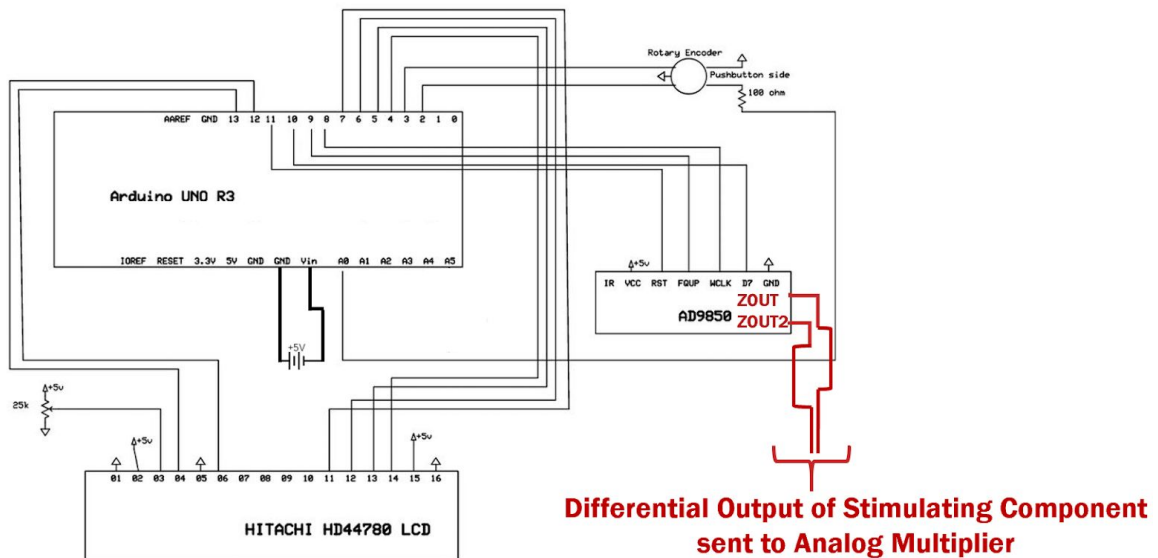 Rotary Encoder
Pushbutton side
100 ohm
AAREF GND 13 12 11 10 9 8 7 6 5 4 3 2 1 0
Arduino UNO R3
IOREF RESET 3.3V 5V GND GND Vin A0 A1 A2 A3 A4 A5
+5v
IR VCC RST FQUP WCLK D7 GND
ZOUT
AD9850 ZOUT2
+5V
+5v
25k
+5v
+5v
01 02 03 04 05 06 07 08 09 10 11 12 13 14 15 16
HITACHI HD44780 LCD
Differential Output of Stimulating Component
sent to Analog Multiplier